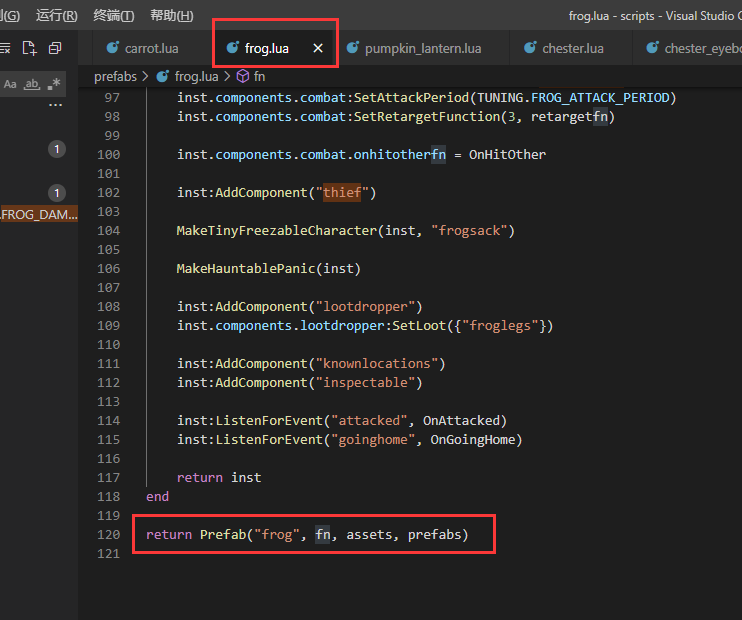 (G) 运行(R) 终端(T) 帮助(H) frog.lua - scripts - Visual Studio
carrot.lua frog.lua × pumpkin_lantern.lua chester.lua chester_eyebo
prefabs > frog.lua > fn
Aa ab .*
...
1
1
.FROG_DAM...
97 inst.components.combat:SetAttackPeriod(TUNING.FROG_ATTACK_PERIOD)
98 inst.components.combat:SetRetargetFunction(3, retargetfn)
99
100 inst.components.combat.onhitotherfn = OnHitOther
101
102 inst:AddComponent("thief")
103
104 MakeTinyFreezableCharacter(inst, "frogsack")
105
106 MakeHauntablePanic(inst)
107
108 inst:AddComponent("lootdropper")
109 inst.components.lootdropper:SetLoot({"froglegs"})
110
111 inst:AddComponent("knownlocations")
112 inst:AddComponent("inspectable")
113
114 inst:ListenForEvent("attacked", OnAttacked)
115 inst:ListenForEvent("goinghome", OnGoingHome)
116
117 return inst
118 end
119
120 return Prefab("frog", fn, assets, prefabs)
121